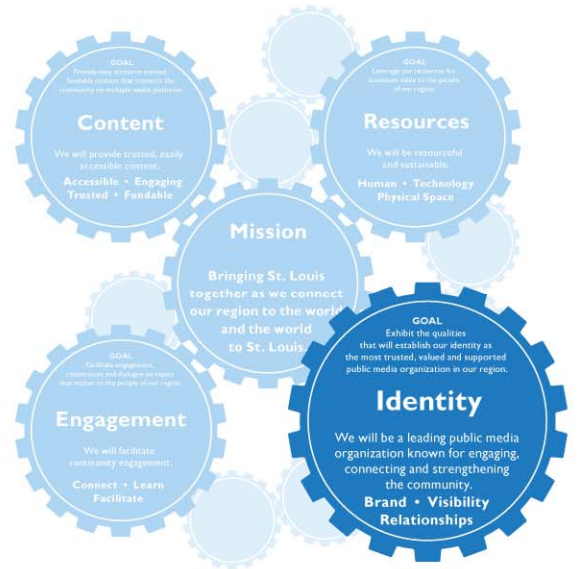 GOAL
Provide easy access to trusted,
fundable content that connects the
community on multiple media platforms.
Content
We will provide trusted, easily
accessible content.
Accessible • Engaging
Trusted • Fundable
GOAL
Leverage our resources for
maximum value to the people
of our region.
Resources
We will be resourceful
and sustainable.
Human • Technology
Physical Space
Mission
Bringing St. Louis
together as we connect
our region to the world
and the world
to St. Louis.
GOAL
Facilitate engagement,
connections and dialogue on topics
that matter to the people of our region.
Engagement
We will facilitate
community engagement.
Connect • Learn
Facilitate
GOAL
Exhibit the qualities
that will establish our identity as
the most trusted, valued and supported
public media organization in our region.
Identity
We will be a leading public media
organization known for engaging,
connecting and strengthening
the community.
Brand • Visibility
Relationships